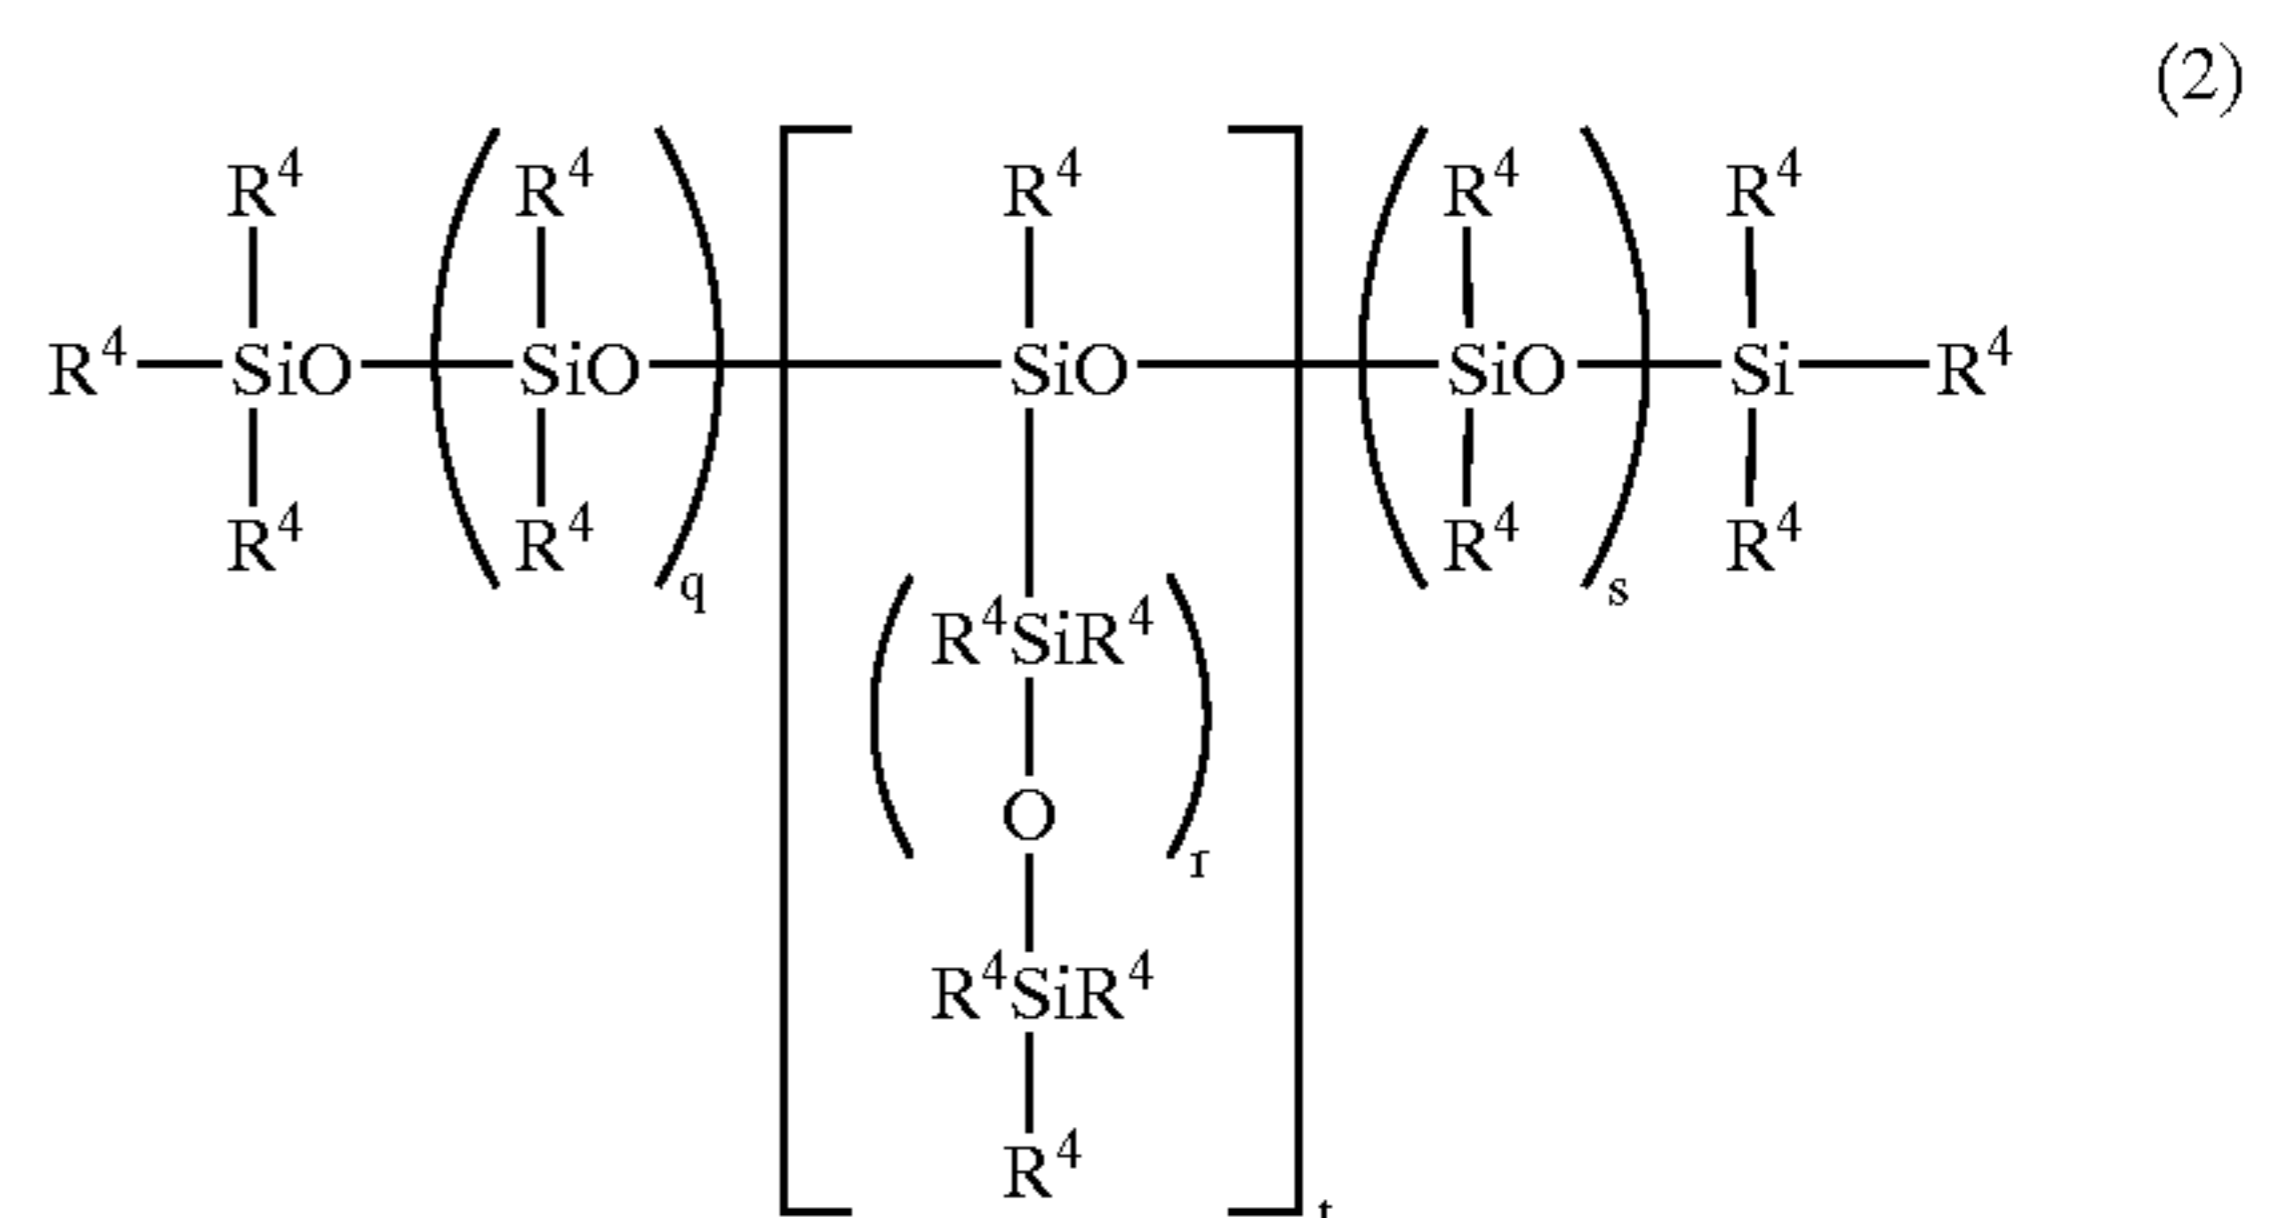 (2)
R⁴ R⁴ R⁴ R⁴ R⁴
R⁴ SiO SiO SiO SiO Si R⁴
R⁴ R⁴ R⁴ R⁴
q s
R⁴SiR⁴
O
r
R⁴SiR⁴
R⁴
t